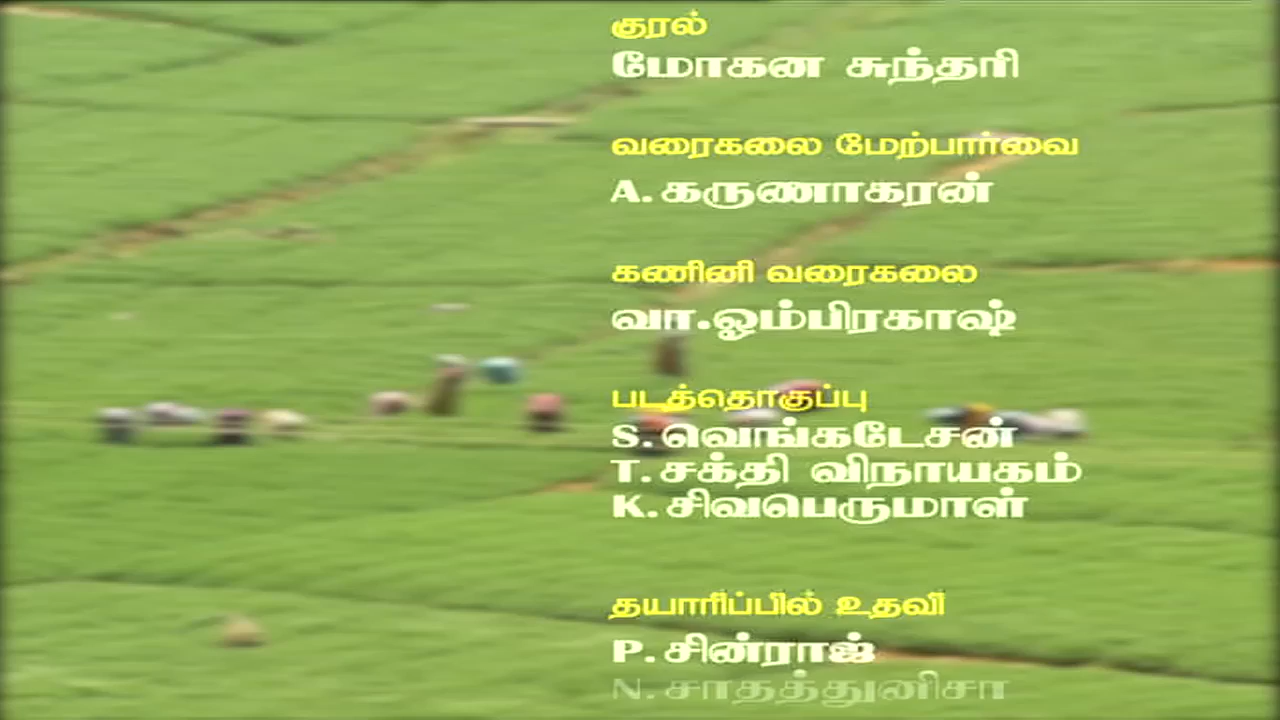 குரல்
மோகன சுந்தரி
வரைகலை மேற்பார்வை
A.கருணாகரன்
கணினி வரைகலை
வா.ஓம்பிரகாஷ்
படத்தொகுப்பு
S.வெங்கடேசன்
T.சக்தி விநாயகம்
K.சிவபெருமாள்
தயாரிப்பில் உதவி
P.சின்ராஜ்
N.சாதத்துனிசா